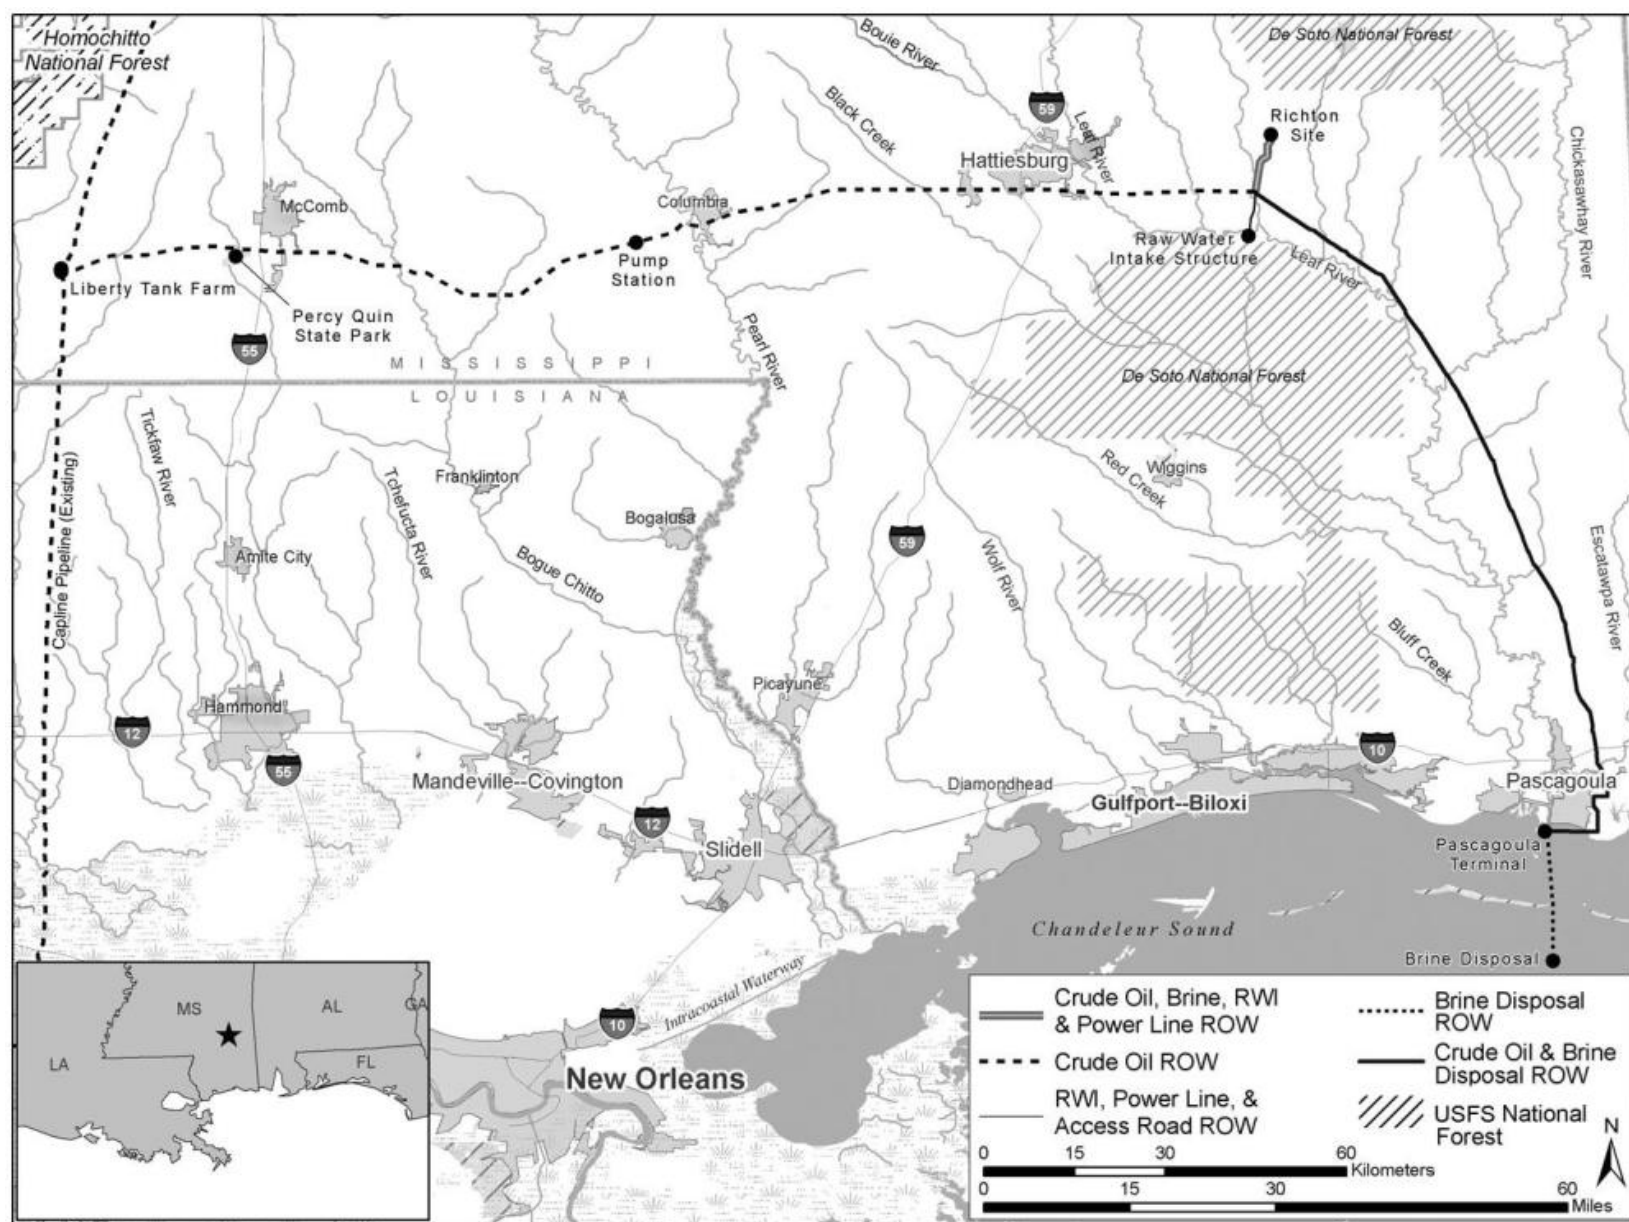 Homochitto
National Forest
Bouie River
De Soto National Forest
59
Black Creek
Leaf River
Richton
Site
Chickasawhay River
Hattiesburg
McComb
Columbia
Raw Water
Intake Structure
Leaf River
Pump
Station
Liberty Tank Farm
Percy Quin
State Park
55
Pearl River
MISSISSIPPI
LOUISIANA
De Soto National Forest
Tickfaw River
Tchefucta River
Franklinton
Red Creek
Wiggins
Capline Pipeline (Existing)
Bogalusa
59
Amite City
Bogue Chitto
Wolf River
Escatawpa River
Bluff Creek
Picayune
Hammond
12
55
10
Mandeville--Covington
Diamondhead
Gulfport--Biloxi
Pascagoula
12
Slidell
Pascagoula
Terminal
Chandeleur Sound
Brine Disposal
Intracoastal Waterway
10
New Orleans
MS
AL
GA
LA
FL
Crude Oil, Brine, RWI
& Power Line ROW
Crude Oil ROW
RWI, Power Line, &
Access Road ROW
Brine Disposal
ROW
Crude Oil & Brine
Disposal ROW
USFS National
Forest
N
0 15 30 60
Kilometers
0 15 30 60
Miles